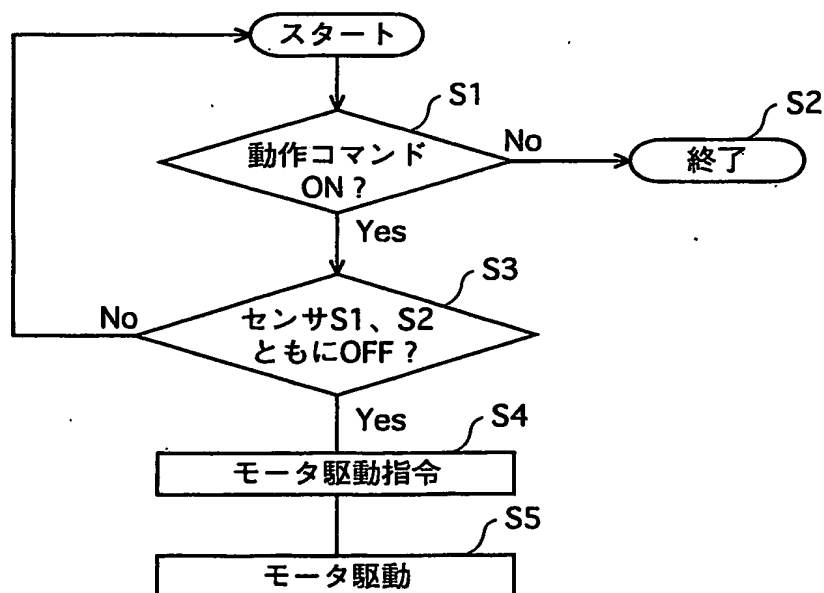 スタート
S1
S2
動作コマンド
ON?
No
終了
Yes
S3
No
センサS1、S2
ともにOFF?
Yes
S4
モータ駆動指令
S5
モータ駆動